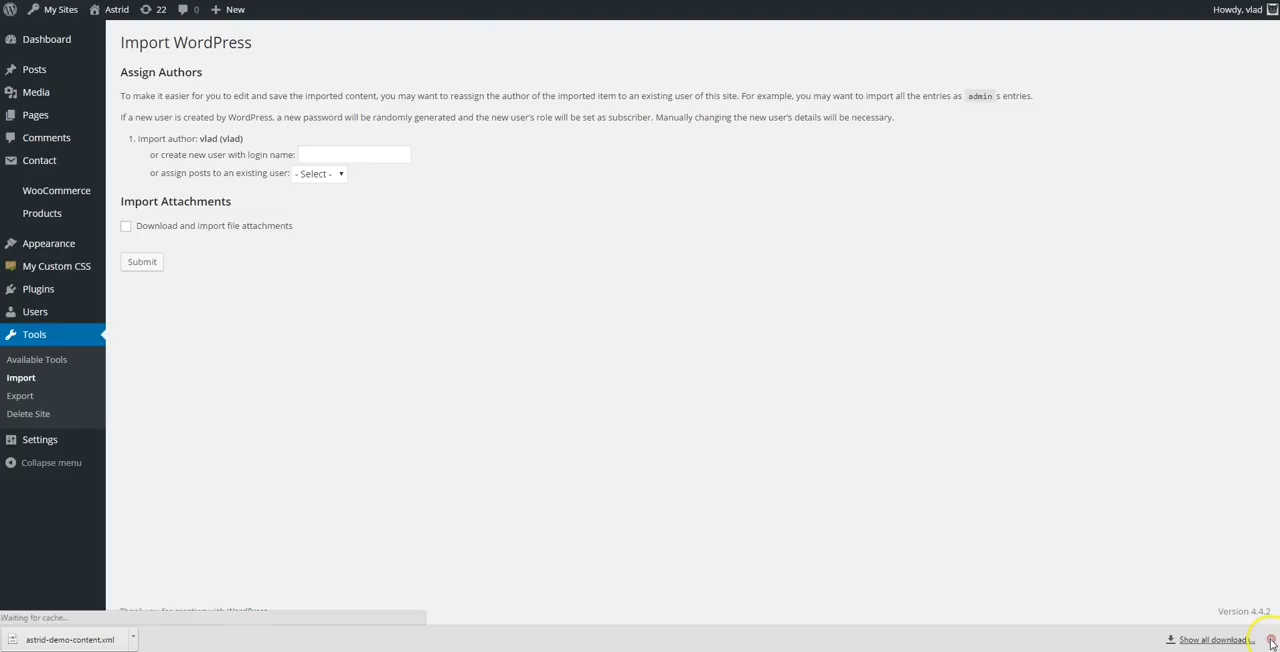 My Sites Astrid 22 0 New Howdy, vlad
Dashboard
Posts
Media
Pages
Comments
Contact
WooCommerce
Products
Appearance
My Custom CSS
Plugins
Users
Tools
Available Tools
Import
Export
Delete Site
Settings
Collapse menu
Import WordPress
Assign Authors
To make it easier for you to edit and save the imported content, you may want to reassign the author of the imported item to an existing user of this site. For example, you may want to import all the entries as admin s entries.
If a new user is created by WordPress, a new password will be randomly generated and the new user's role will be set as subscriber. Manually changing the new user's details will be necessary.
1. Import author: vlad (vlad)
or create new user with login name:
or assign posts to an existing user: - Select -
Import Attachments
Download and import file attachments
Submit
Thank you for creating with WordPress
Version 4.4.2
Waiting for cache...
astrid-demo-content.xml
Show all downloads...